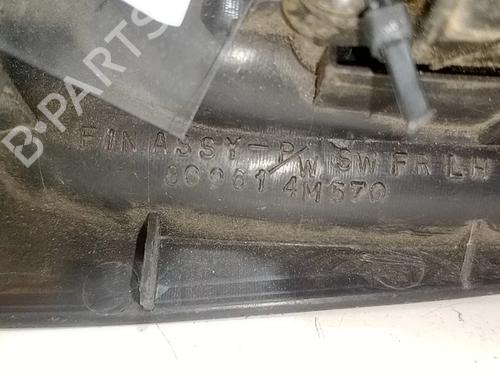 B-PARTS
FIN ASSY-P/W SW FR LH
80961 4M570